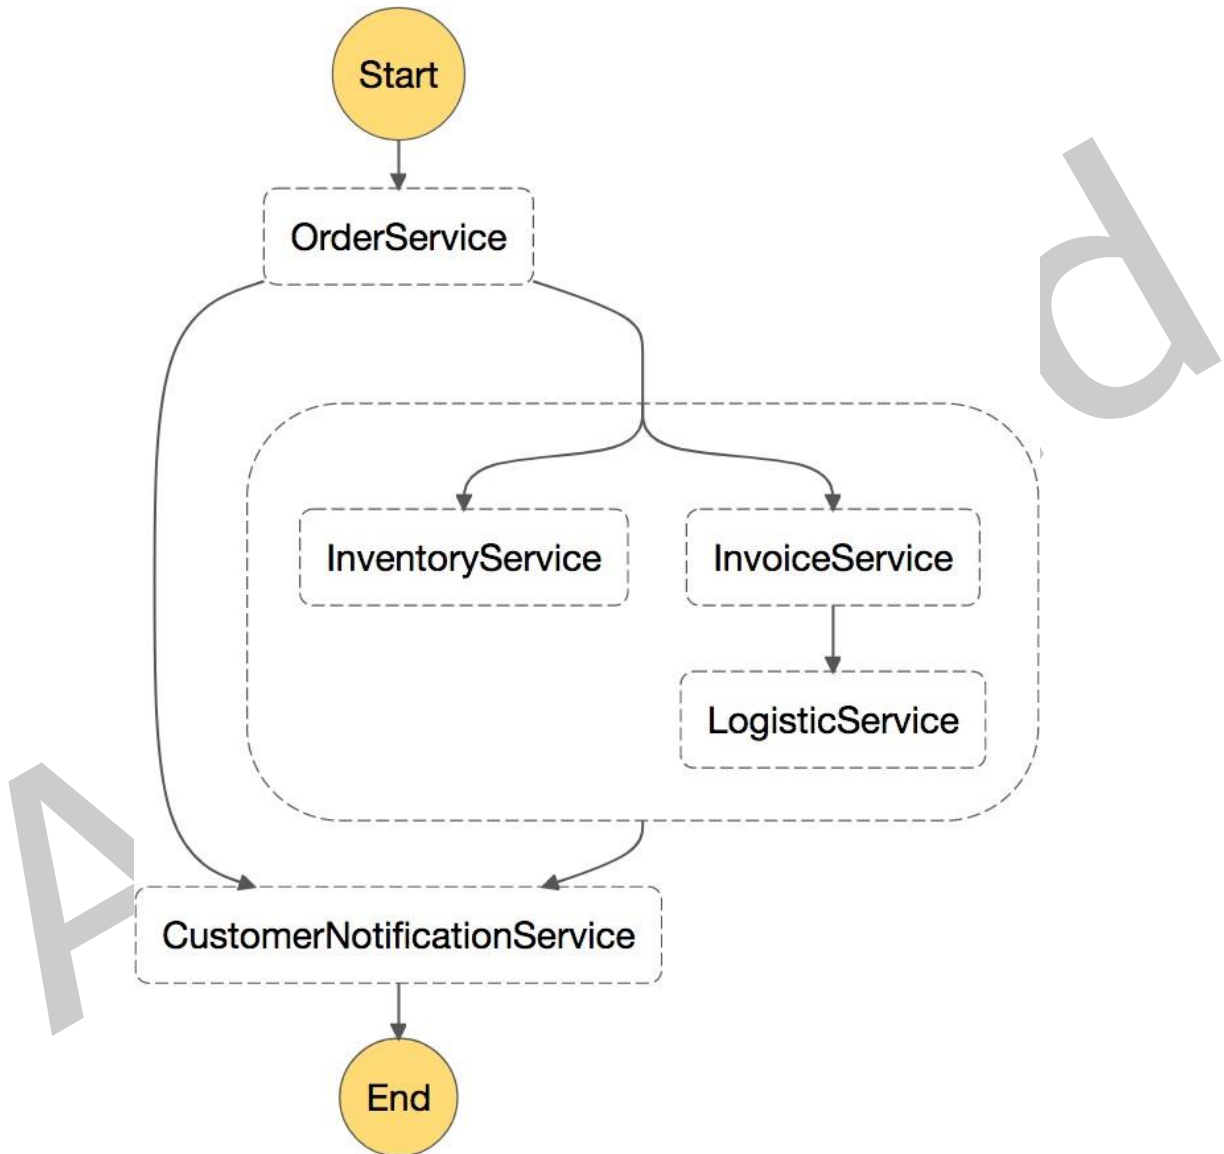 Start
OrderService
InventoryService
InvoiceService
LogisticService
CustomerNotificationService
End